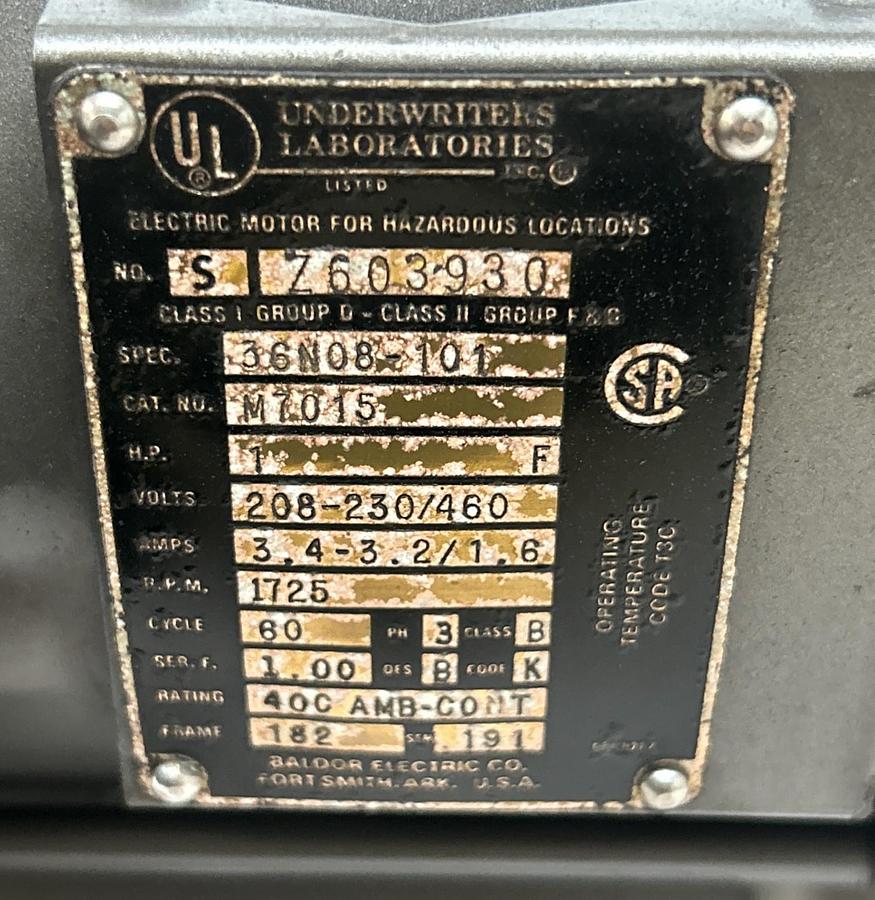 UL ® UNDERWRITERS
LABORATORIES
INC. ®
LISTED
ELECTRIC MOTOR FOR HAZARDOUS LOCATIONS
NO. S Z603930
CLASS I GROUP D - CLASS II GROUP F & G
SPEC. 36N08-101
CAT. NO. M7015
H.P. 1 F
VOLTS 208-230/460
AMPS 3.4-3.2/1.6
R.P.M. 1725
CYCLE 60 PH 3 CLASS B
SER. F. 1.00 DES B CODE K
RATING 40C AMB-CONT
FRAME 182 SER. 191
BALDOR ELECTRIC CO.
FORT SMITH, ARK. U.S.A.
SA ®
OPERATING
TEMPERATURE
CODE T3C